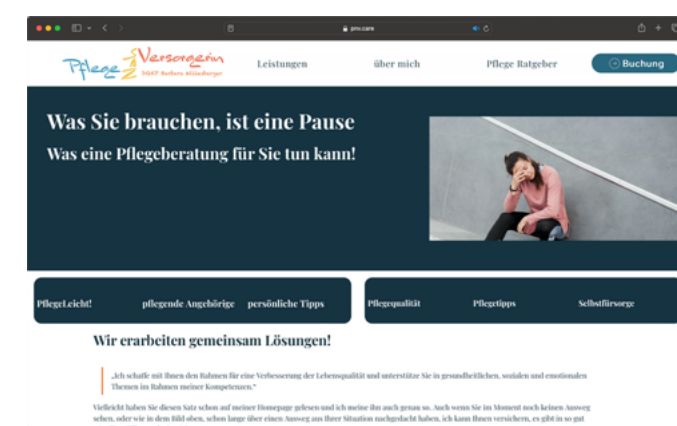 pnv.care
Pflege Versorgerin
DGKP Barbara
Leistungen
über mich
Pflege Ratgeber
Buchung
Was Sie brauchen, ist eine Pause
Was eine Pflegeberatung für Sie tun kann!
PflegeLeicht!
pflegende Angehörige
persönliche Tipps
Pflegequalität
Pflegetipps
Selbstfürsorge
Wir erarbeiten gemeinsam Lösungen!
„Ich schaffe mit Ihnen den Rahmen für eine Verbesserung der Lebensqualität und unterstütze Sie in gesundheitlichen, sozialen und emotionalen
Themen im Rahmen meiner Kompetenzen.“
Vielleicht haben Sie diesen Satz schon auf meiner Homepage gelesen und ich meine ihn auch genau so. Auch wenn Sie im Moment noch keinen Ausweg
sehen, oder wie in dem Bild oben, schon lange über einen Ausweg aus Ihrer Situation nachgedacht haben, ich kann Ihnen versichern, es gibt in so gut